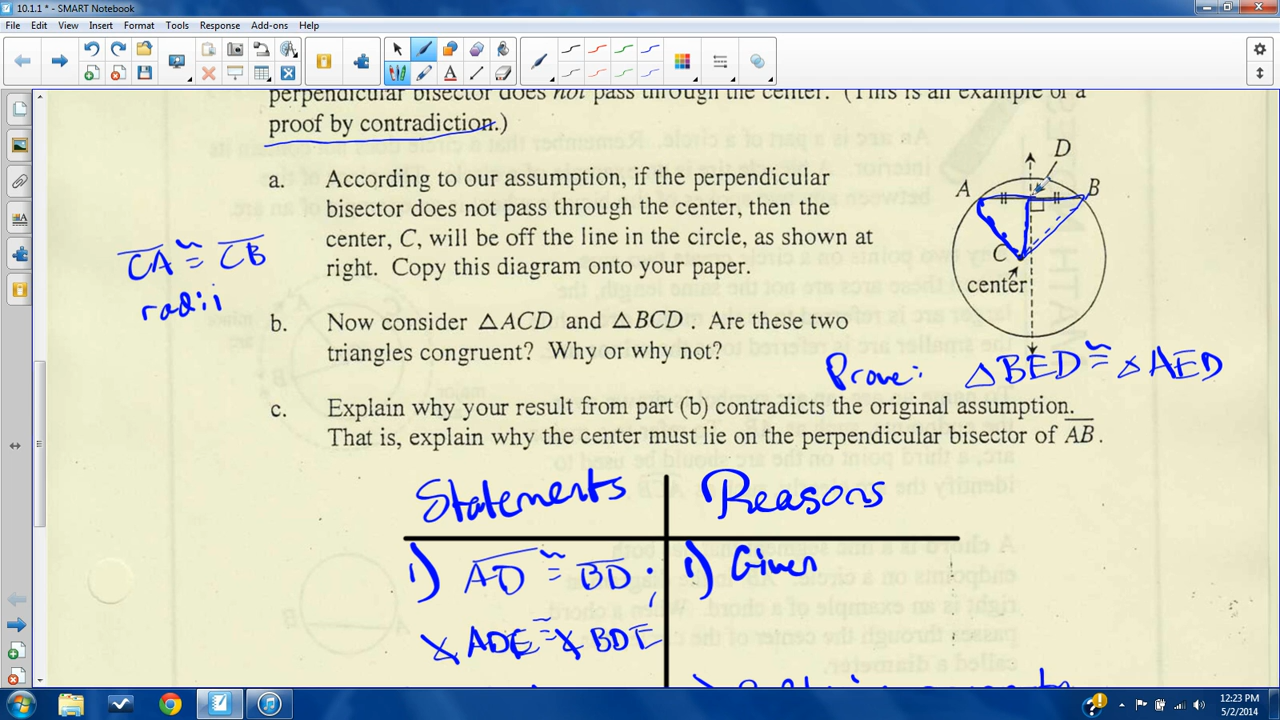 10.1.1 * - SMART Notebook
File Edit View Insert Format Tools Response Add-ons Help
perpendicular bisector does not pass through the center. (This is an example of a
proof by contradiction.)
a. According to our assumption, if the perpendicular
bisector does not pass through the center, then the
center, C, will be off the line in the circle, as shown at
right. Copy this diagram onto your paper.
D
A
B
C
center
CA ≅ CB
radii
b. Now consider △ACD and △BCD. Are these two
triangles congruent? Why or why not?
Prove: △BED ≅ △AED
c. Explain why your result from part (b) contradicts the original assumption.
That is, explain why the center must lie on the perpendicular bisector of AB.
Statements Reasons
1) AD ≅ BD; 1) Given
∡ADE ≅ ∡BDE
12:23 PM
5/2/2014